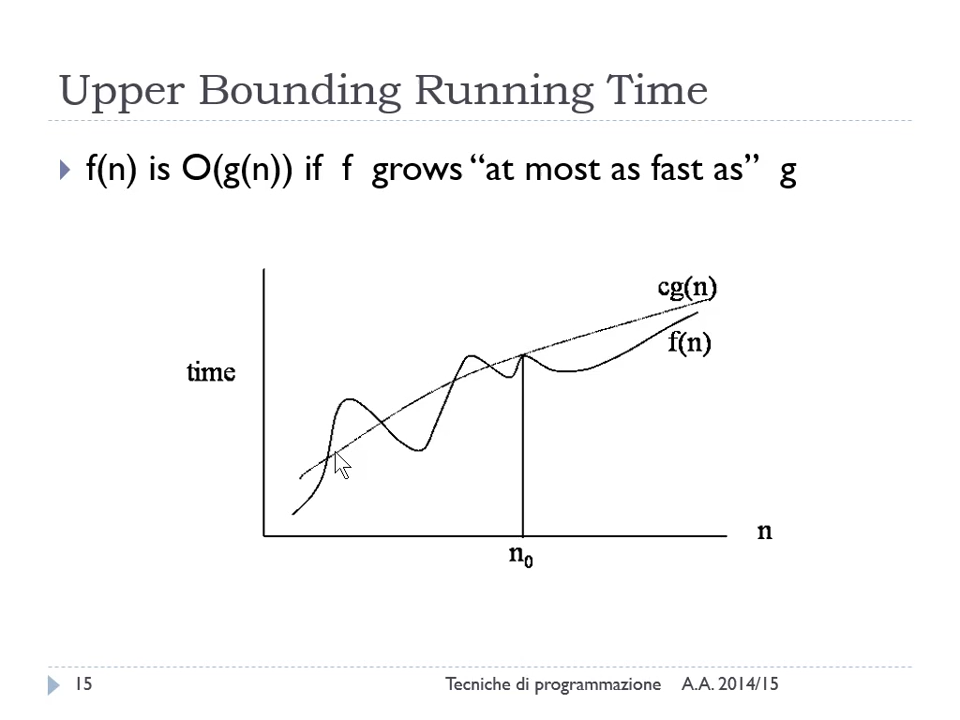 Upper Bounding Running Time
f(n) is O(g(n)) if f grows “at most as fast as” g
cg(n)
f(n)
time
n
n₀
15 Tecniche di programmazione A.A. 2014/15